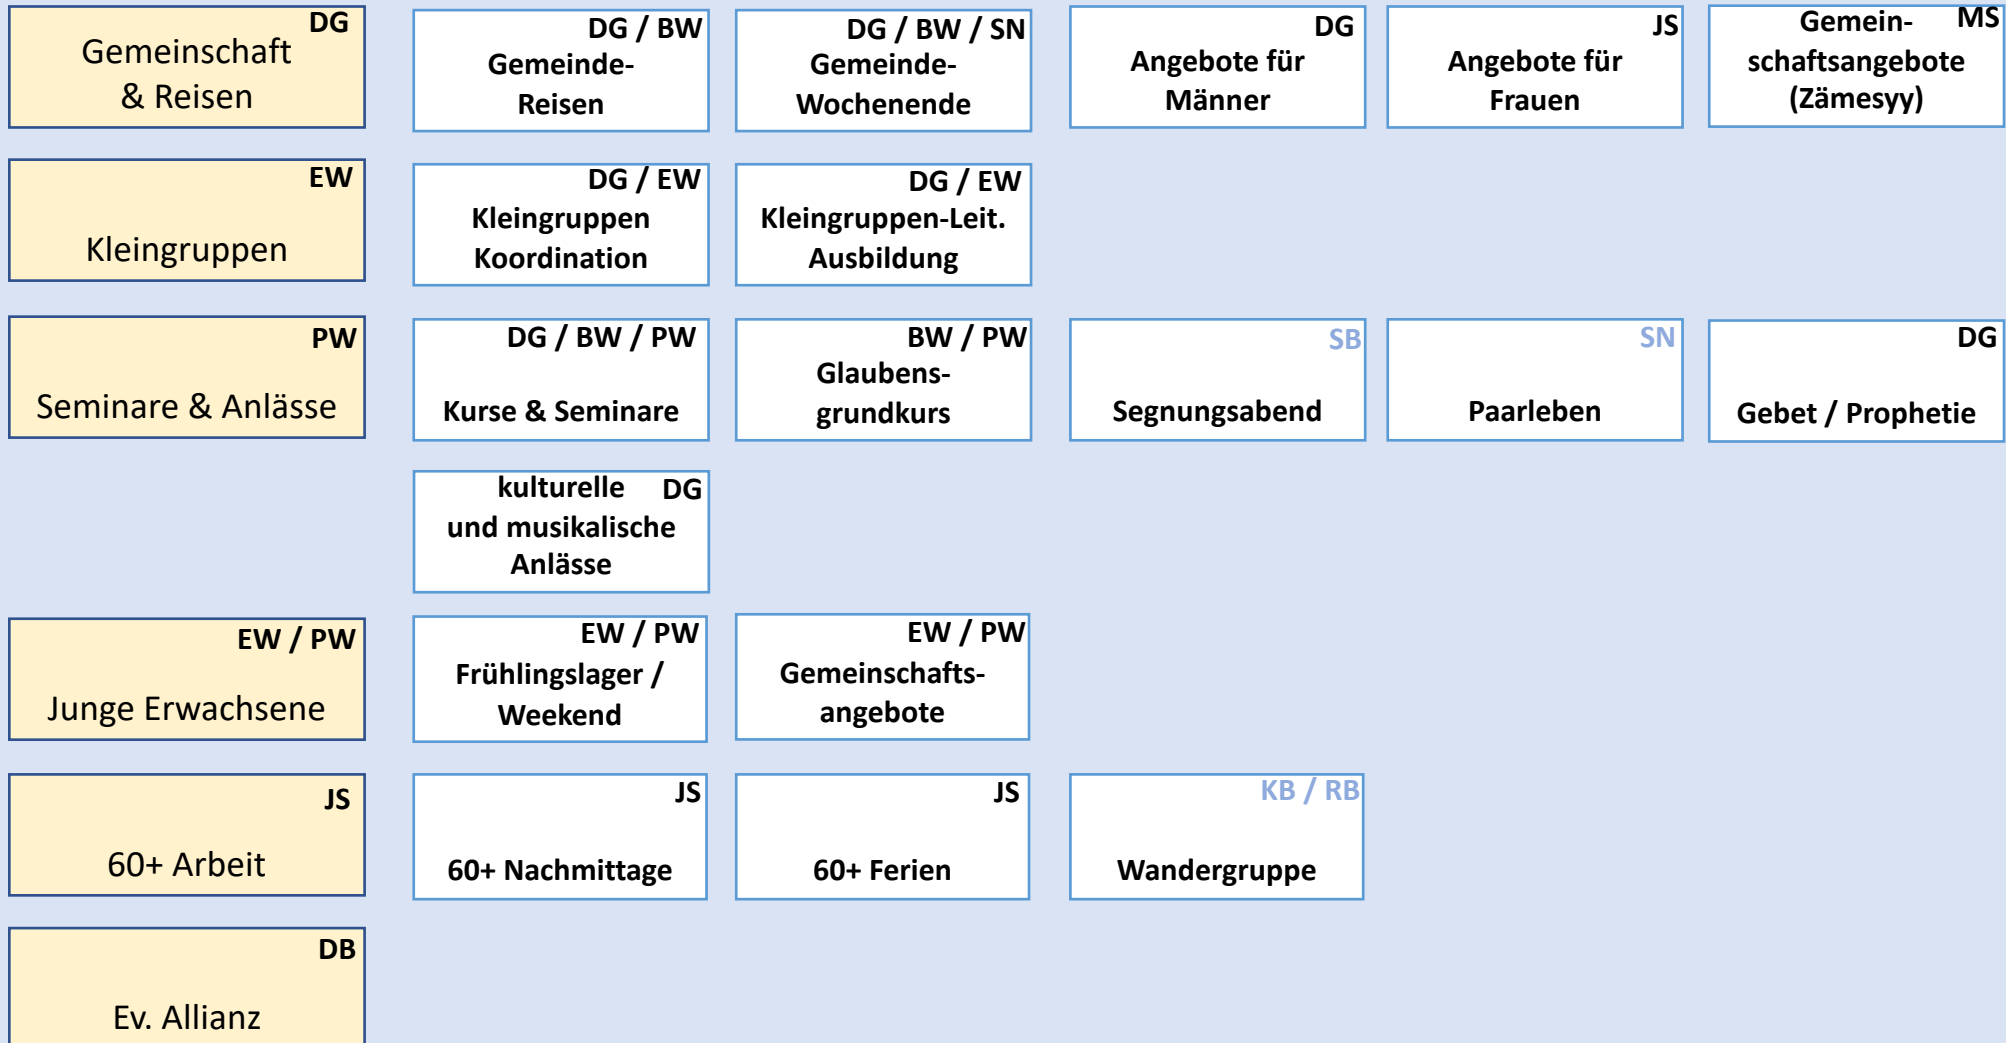 DG
Gemeinschaft
& Reisen
DG / BW
Gemeinde-
Reisen
DG / BW / SN
Gemeinde-
Wochenende
DG
Angebote für
Männer
JS
Angebote für
Frauen
MS
Gemein-
schaftsangebote
(Zämesyy)
EW
Kleingruppen
DG / EW
Kleingruppen
Koordination
DG / EW
Kleingruppen-Leit.
Ausbildung
PW
Seminare & Anlässe
DG / BW / PW
Kurse & Seminare
BW / PW
Glaubens-
grundkurs
SB
Segnungsabend
SN
Paarleben
DG
Gebet / Prophetie
DG
kulturelle
und musikalische
Anlässe
EW / PW
Junge Erwachsene
EW / PW
Frühlingslager /
Weekend
EW / PW
Gemeinschafts-
angebote
JS
60+ Arbeit
JS
60+ Nachmittage
JS
60+ Ferien
KB / RB
Wandergruppe
DB
Ev. Allianz